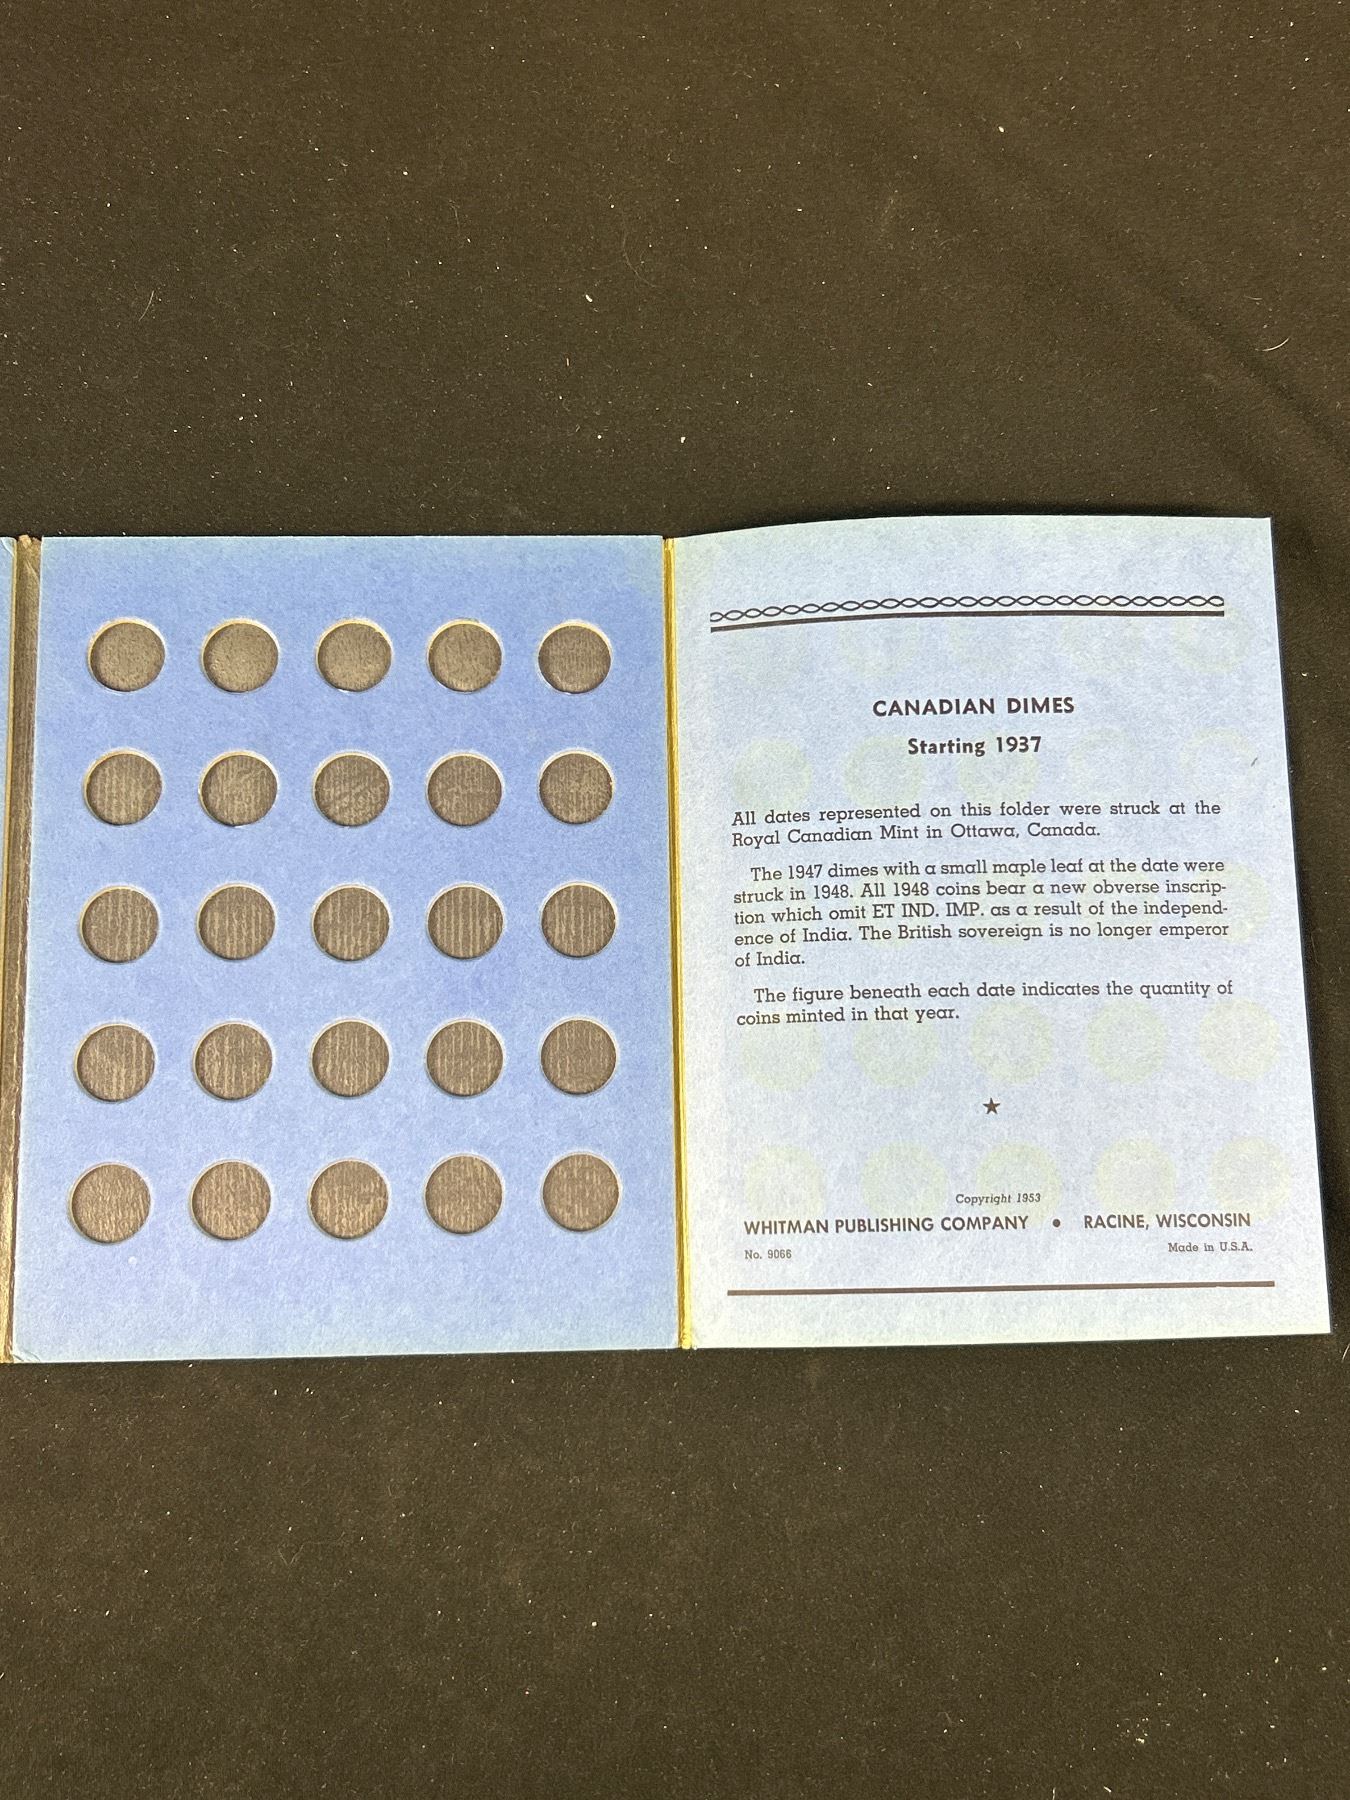 CANADIAN DIMES
Starting 1937
All dates represented on this folder were struck at the
Royal Canadian Mint in Ottawa, Canada.
The 1947 dimes with a small maple leaf at the date were
struck in 1948. All 1948 coins bear a new obverse inscrip-
tion which omit ET IND. IMP. as a result of the independ-
ence of India. The British sovereign is no longer emperor
of India.
The figure beneath each date indicates the quantity of
coins minted in that year.
★
Copyright 1953
WHITMAN PUBLISHING COMPANY • RACINE, WISCONSIN
No. 9066 Made in U.S.A.